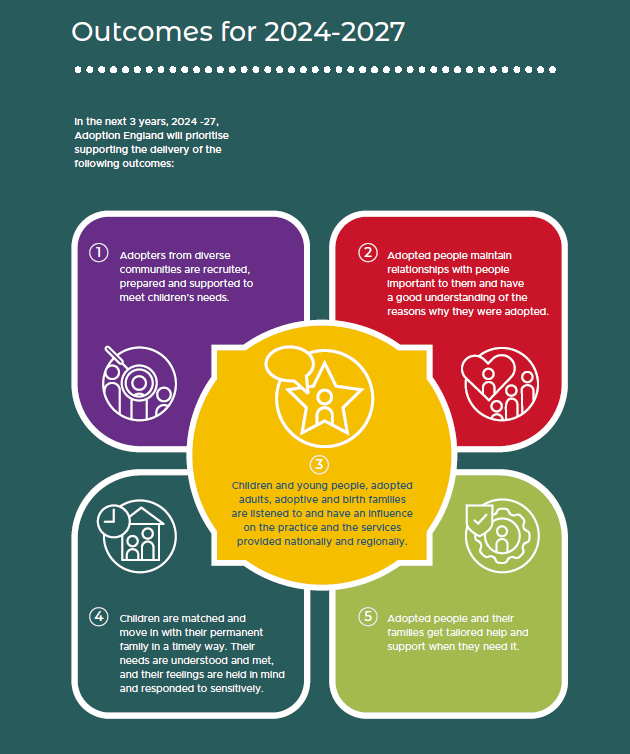 Outcomes for 2024-2027
In the next 3 years, 2024 -27,
Adoption England will prioritise
supporting the delivery of the
following outcomes:
1
Adopters from diverse
communities are recruited,
prepared and supported to
meet children's needs.
2
Adopted people maintain
relationships with people
important to them and have
a good understanding of the
reasons why they were adopted.
3
Children and young people, adopted
adults, adoptive and birth families
are listened to and have an influence
on the practice and the services
provided nationally and regionally.
4
Children are matched and
move in with their permanent
family in a timely way. Their
needs are understood and met,
and their feelings are held in mind
and responded to sensitively.
5
Adopted people and their
families get tailored help and
support when they need it.